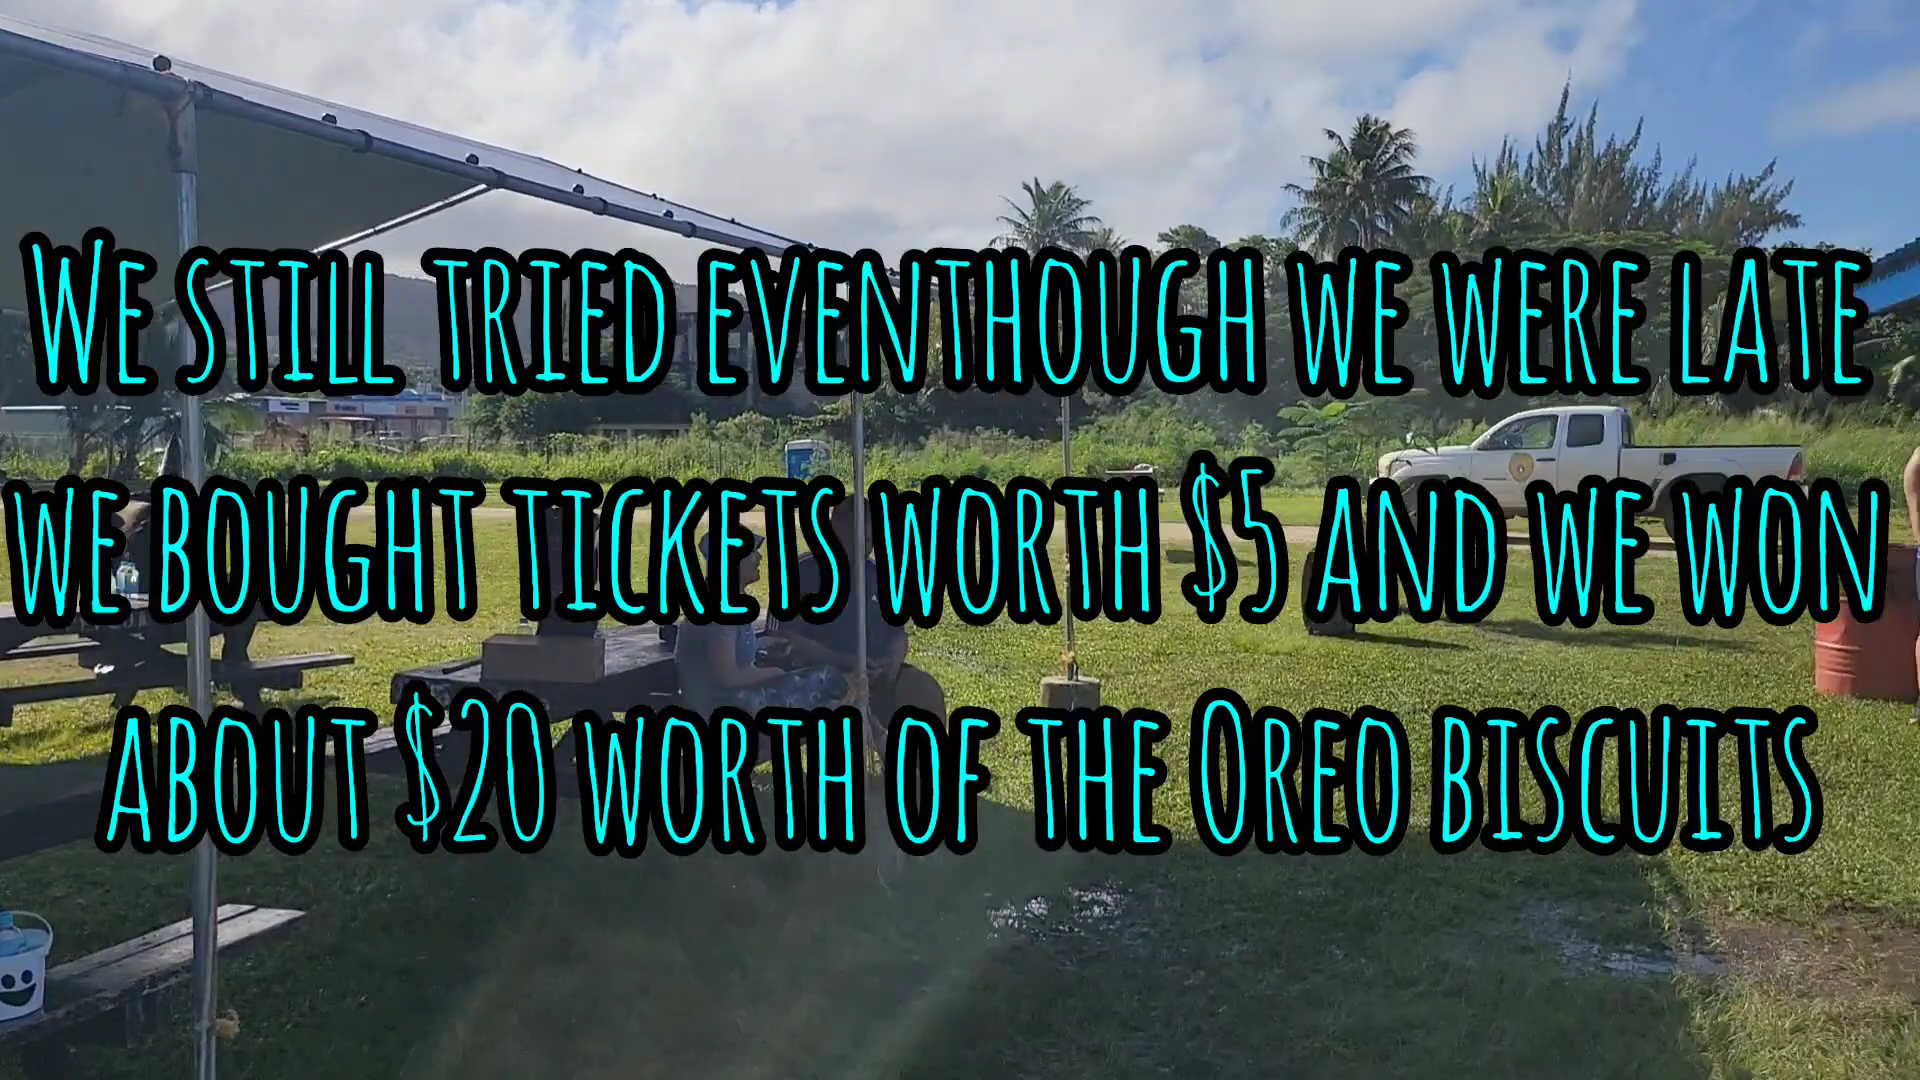 We still tried eventhough we were late
we bought tickets worth $5 and we won
about $20 worth of the Oreo biscuits